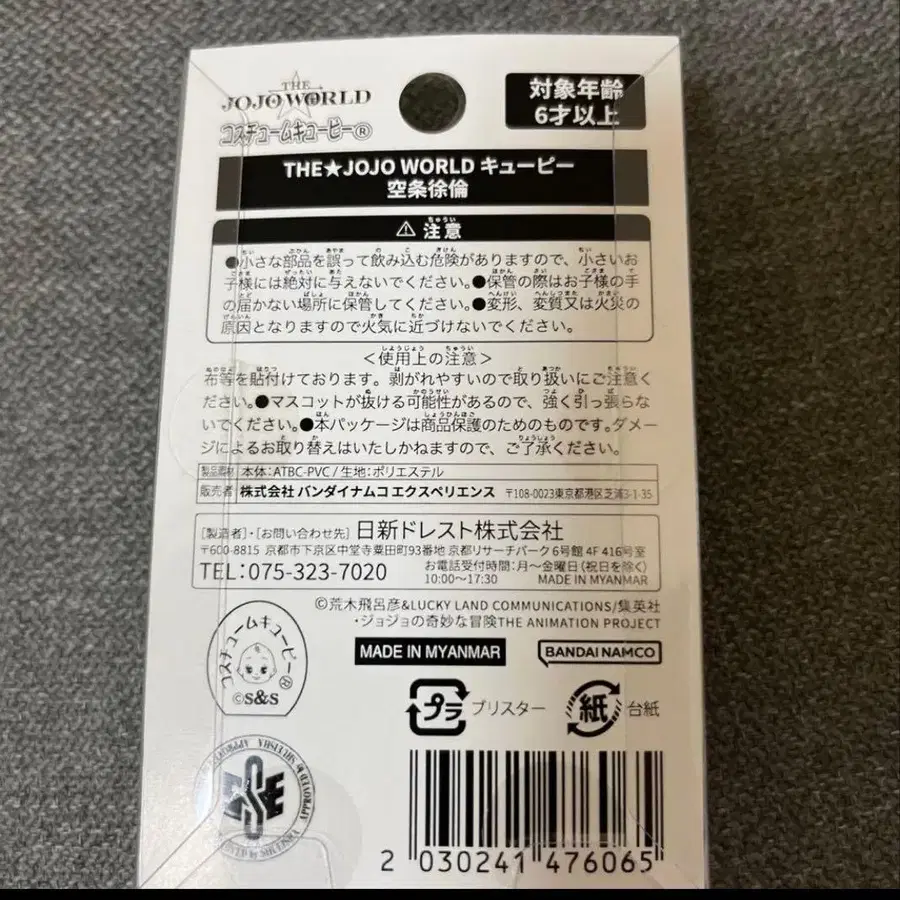 THE
JOJO WORLD
コスチュームキューピー®
対象年齢
6才以上
THE★JOJO WORLD キューピー
空条徐倫
⚠ 注意
●小さな部品を誤って飲み込む危険がありますので、小さいお
子様には絶対に与えないでください。●保管の際はお子様の手
の届かない場所に保管してください。●変形、変質又は火災の
原因となりますので火気に近づけないでください。
＜使用上の注意＞
布等を貼付けております。剥がれやすいので取り扱いにご注意く
ださい。●マスコットが抜ける可能性があるので、強く引っ張らな
いでください。●本パッケージは商品保護のためのものです。ダメー
ジによるお取り替えはいたしかねますので、ご了承ください。
製品素材 本体：ATBC-PVC / 生地：ポリエステル
販売者 株式会社 バンダイナムコエクスペリエンス 〒108-0023東京都港区芝浦3-1-35
［製造者］・［お問い合わせ先］ 日新ドレスト株式会社
〒600-8815 京都市下京区中堂寺粟田町93番地 京都リサーチパーク6号館 4F 416号室
TEL：075-323-7020 お電話受付時間：月～金曜日（祝日を除く）
10:00～17:30 MADE IN MYANMAR
©荒木飛呂彦&LUCKY LAND COMMUNICATIONS/集英社
・ジョジョの奇妙な冒険THE ANIMATION PROJECT
コスチュームキューピー®
©S&S
MADE IN MYANMAR
BANDAI NAMCO
プラ ブリスター
紙 台紙
APPROVED by SHUEISHA
2 030241 476065